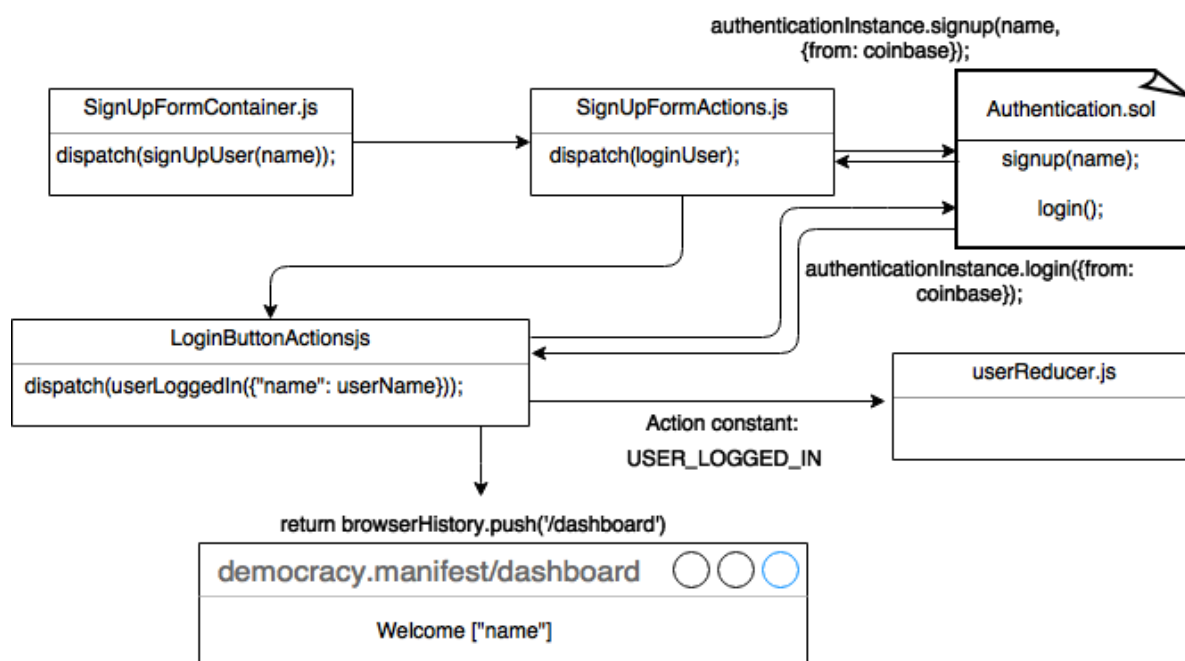 authenticationInstance.signup(name,
{from: coinbase});
SignUpFormContainer.js
dispatch(signUpUser(name));
SignUpFormActions.js
dispatch(loginUser);
Authentication.sol
signup(name);
login();
authenticationInstance.login({from:
coinbase});
LoginButtonActionsjs
dispatch(userLoggedIn({"name": userName}));
userReducer.js
Action constant:
USER_LOGGED_IN
return browserHistory.push('/dashboard')
democracy.manifest/dashboard
Welcome ["name"]